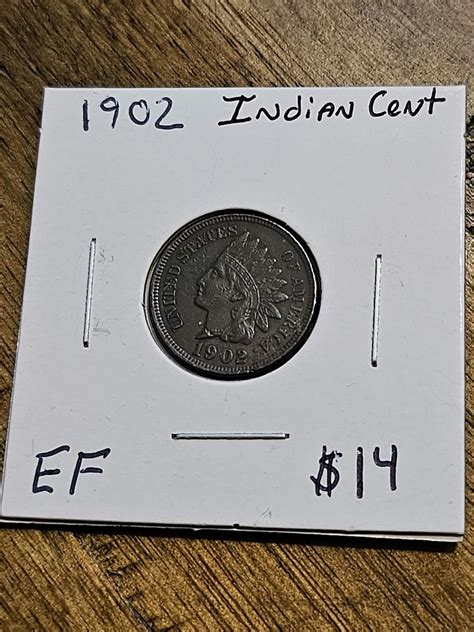 1902 Indian Cent
UNITED STATES OF AMERICA
1902
EF $14